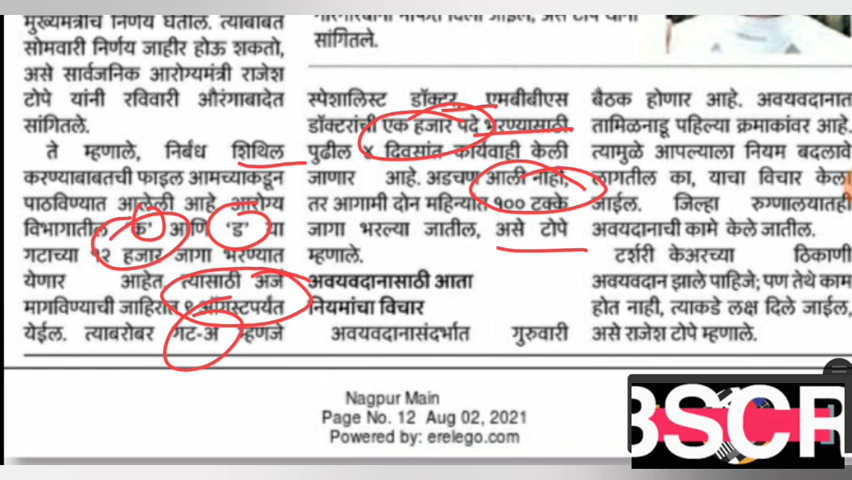 मुख्यमंत्रीच निर्णय घेतील. त्याबाबत
सोमवारी निर्णय जाहीर होऊ शकतो,
असे सार्वजनिक आरोग्यमंत्री राजेश
टोपे यांनी रविवारी औरंगाबादेत
सांगितले.
ते म्हणाले, निर्बंध शिथिल
करण्याबाबतची फाइल आमच्याकडून
पाठविण्यात आलेली आहे. आरोग्य
विभागातील 'क' आणि 'ड' या
गटाच्या १२ हजार जागा भरण्यात
येणार आहेत. त्यासाठी अर्ज
मागविण्याची जाहिरात ९ ऑगस्टपर्यंत
येईल. त्याबरोबर गट-अ म्हणजे
सांगितले.
स्पेशालिस्ट डॉक्टर, एमबीबीएस
डॉक्टरांची एक हजार पदे भरण्यासाठी
पुढील ४ दिवसांत कार्यवाही केली
जाणार आहे. अडचण आली नाही,
तर आगामी दोन महिन्यांत १०० टक्के
जागा भरल्या जातील, असे टोपे
म्हणाले.
अवयवदानासाठी आता
नियमांचा विचार
अवयवदानासंदर्भात गुरुवारी
बैठक होणार आहे. अवयवदानात
तामिळनाडू पहिल्या क्रमाकांवर आहे.
त्यामुळे आपल्याला नियम बदलावे
लागतील का, याचा विचार केला
जाईल. जिल्हा रुग्णालयातही
अवयवदानाची कामे केले जातील.
टर्शरी केअरच्या ठिकाणी
अवयवदान झाले पाहिजे; पण तेथे काम
होत नाही, त्याकडे लक्ष दिले जाईल,
असे राजेश टोपे म्हणाले.
Nagpur Main
Page No. 12 Aug 02, 2021
Powered by: erelego.com
BSCR